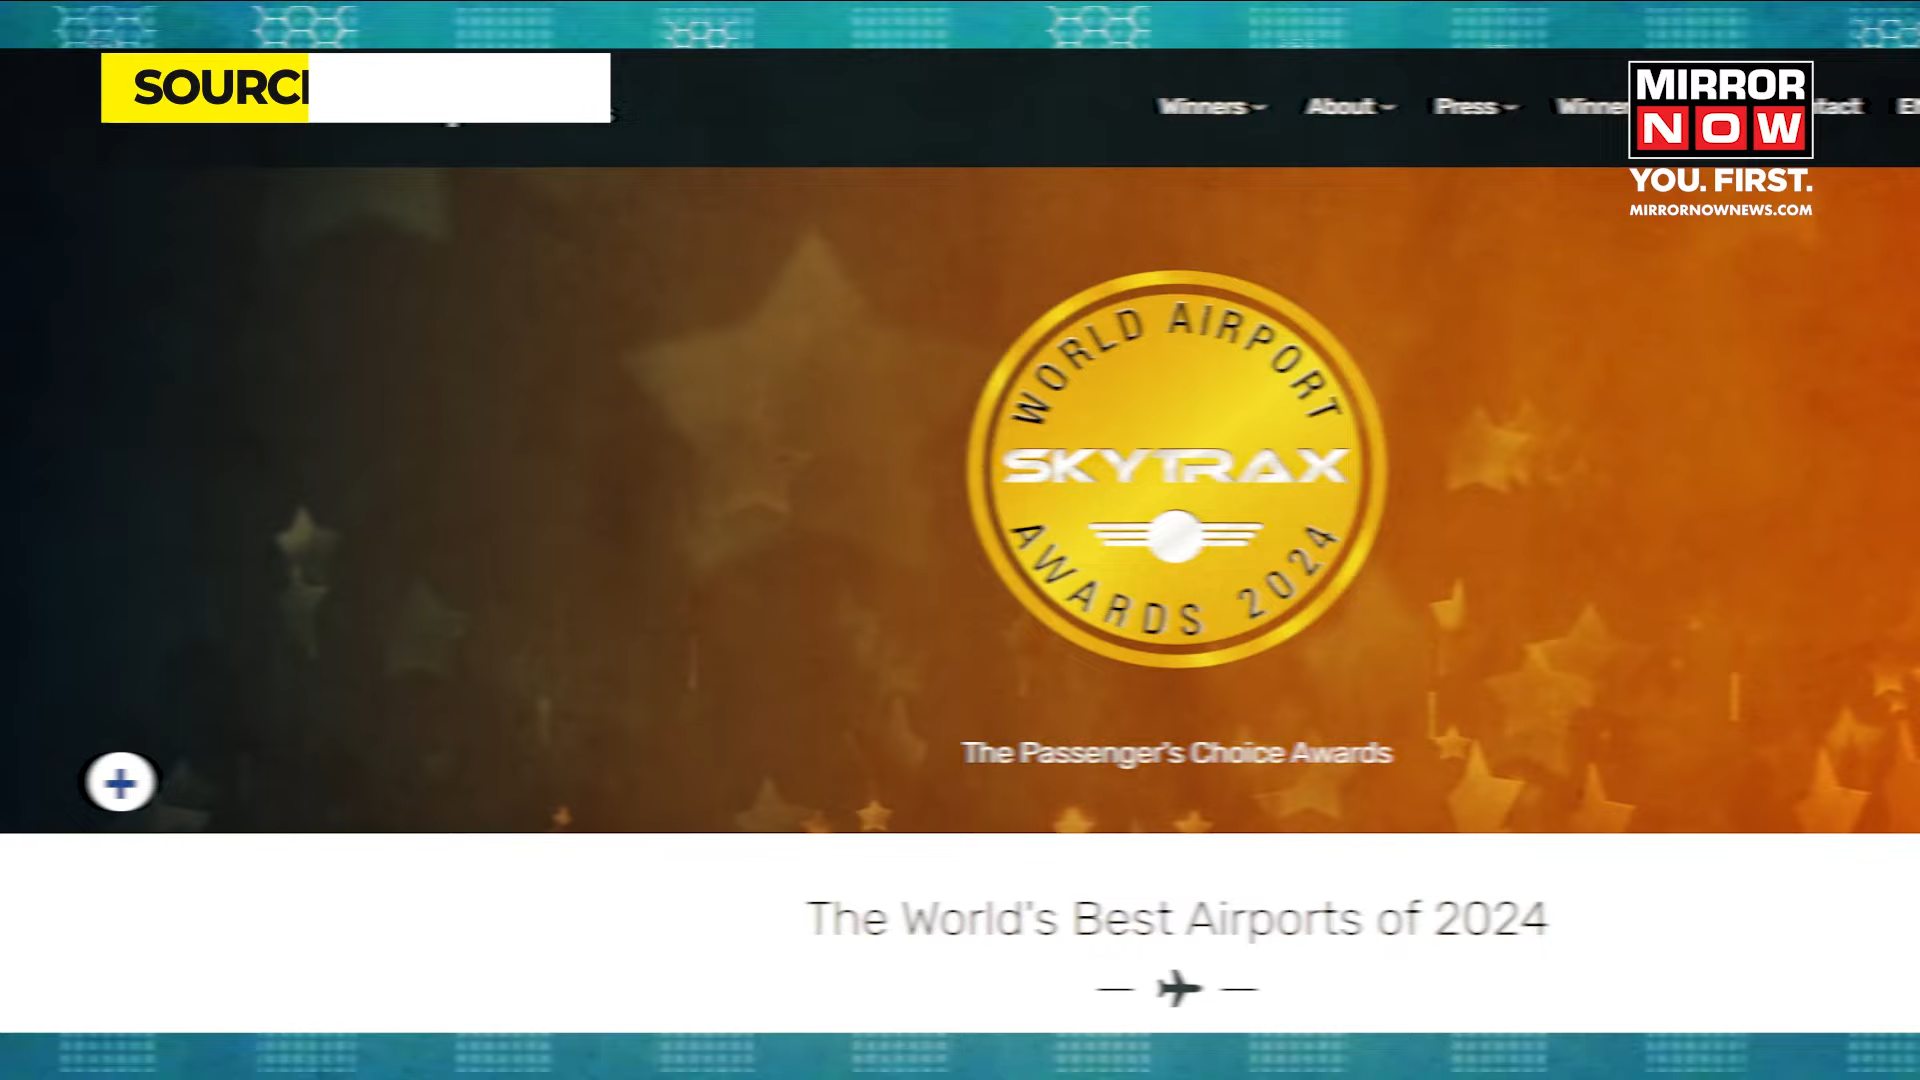 SOURC
Winners
About
Press
MIRROR
NOW
YOU. FIRST.
MIRRORNOWNEWS.COM
WORLD AIRPORT
SKYTRAX
AWARDS 2024
The Passenger's Choice Awards
The World's Best Airports of 2024